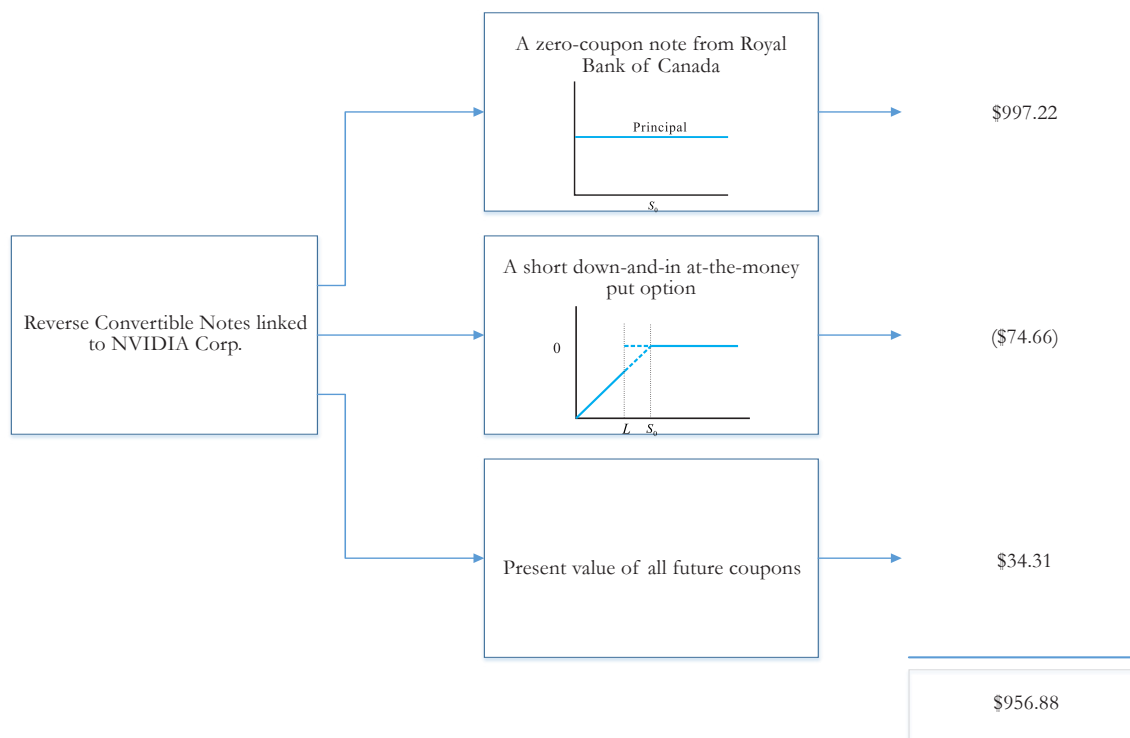 A zero-coupon note from Royal
Bank of Canada
Principal
S₀
$997.22
Reverse Convertible Notes linked
to NVIDIA Corp.
A short down-and-in at-the-money
put option
0
L S₀
($74.66)
Present value of all future coupons
$34.31
$956.88